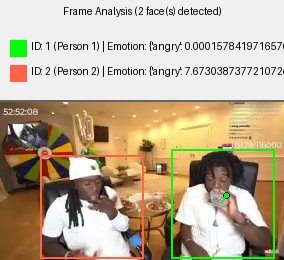 Frame Analysis (2 face(s) detected)
ID: 1 (Person 1) | Emotion: {'angry': 0.000157841971657
ID: 2 (Person 2) | Emotion: {'angry': 7.673038737721072
52:52:08